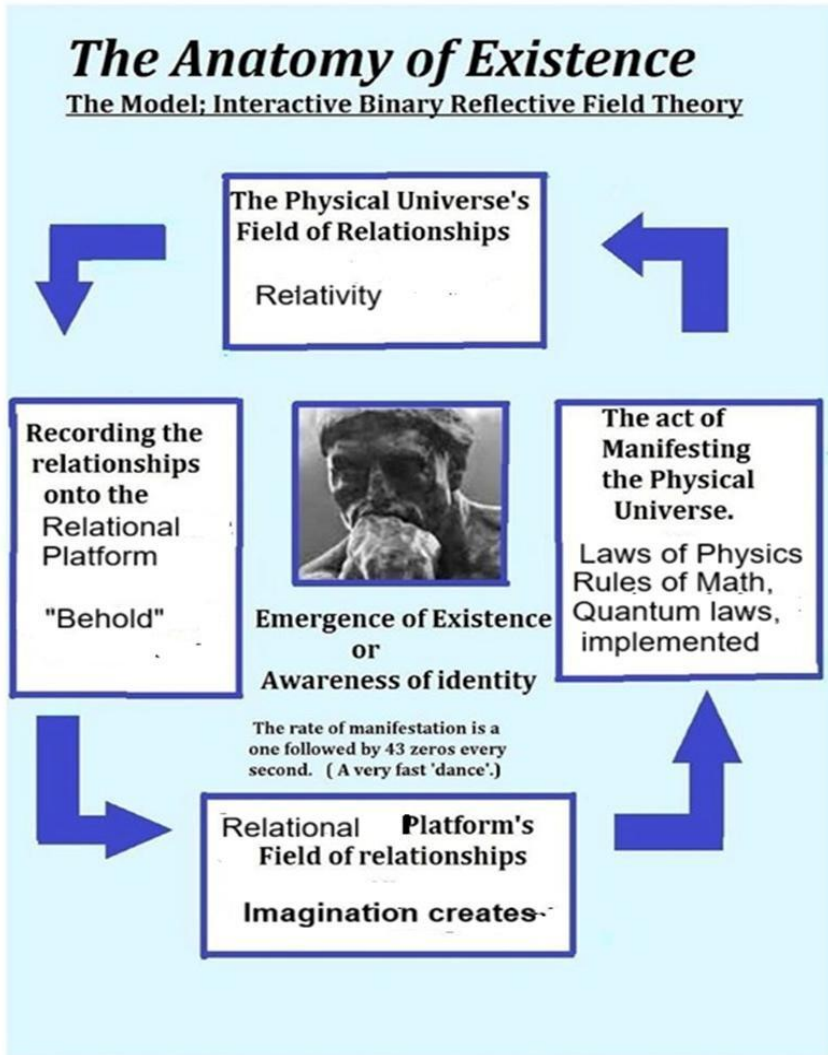 The Anatomy of Existence
The Model; Interactive Binary Reflective Field Theory
The Physical Universe's
Field of Relationships
Relativity
Recording the
relationships
onto the
Relational
Platform
"Behold"
The act of
Manifesting
the Physical
Universe.
Laws of Physics
Rules of Math,
Quantum laws,
implemented
Emergence of Existence
or
Awareness of identity
The rate of manifestation is a
one followed by 43 zeros every
second. ( A very fast 'dance'.)
Relational Platform's
Field of relationships
Imagination creates